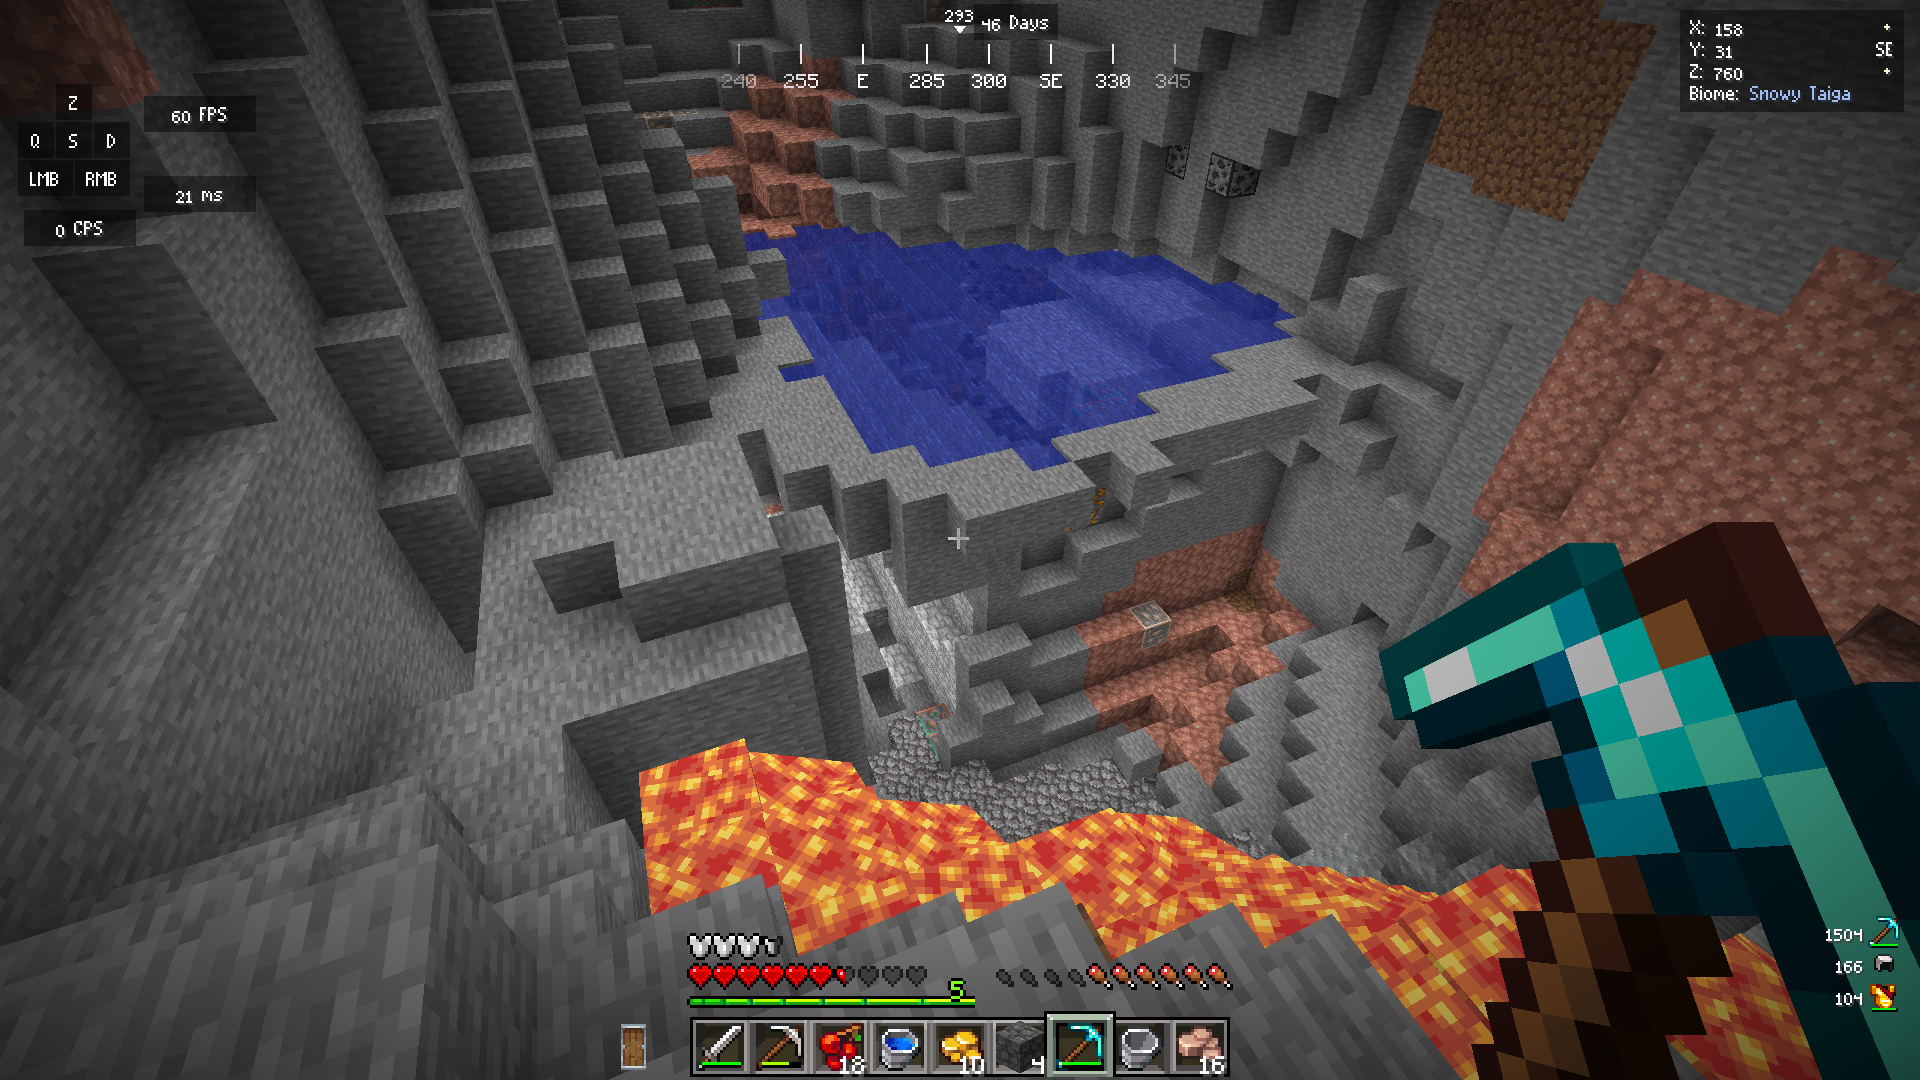 293 46 Days
240 255 E 285 300 SE 330 345
X: 158
Y: 31 SE
Z: 760
Biome: Snowy Taiga
Z
60 FPS
Q S D
LMB RMB
21 ms
0 CPS
1504
166
104
5
18 10 4 16